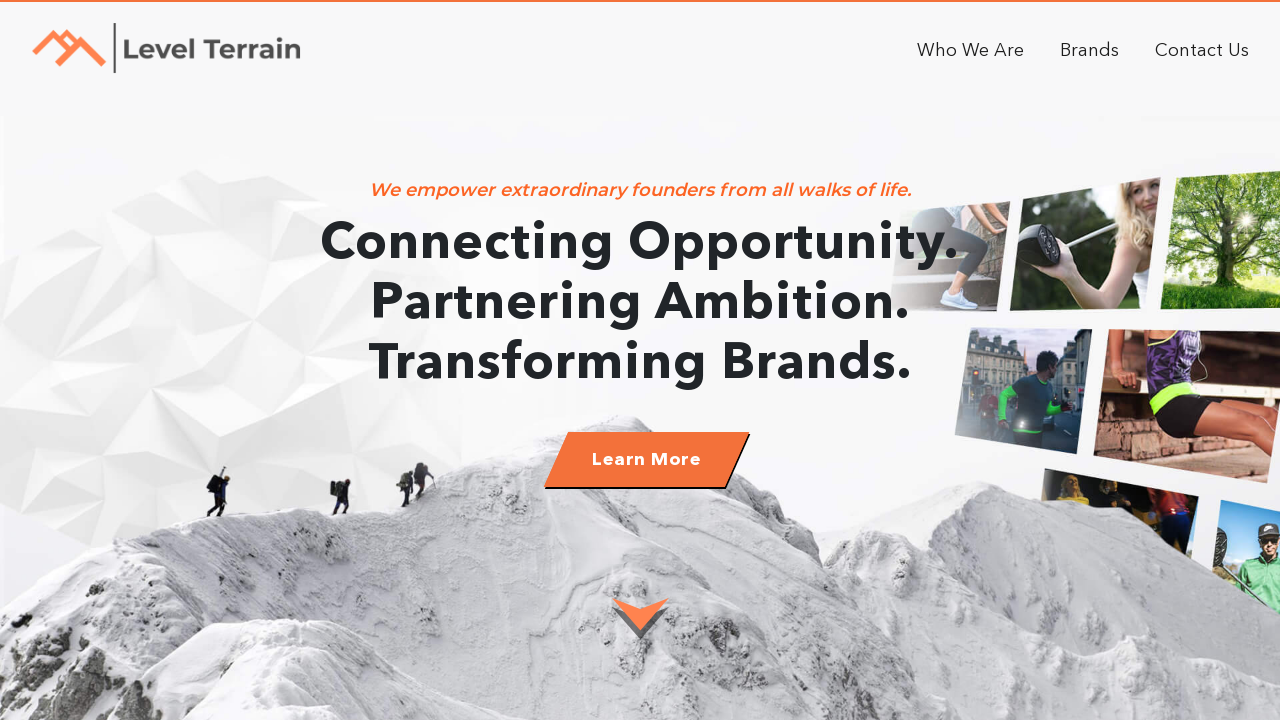 Level Terrain
Who We Are
Brands
Contact Us
We empower extraordinary founders from all walks of life.
Connecting Opportunity.
Partnering Ambition.
Transforming Brands.
Learn More